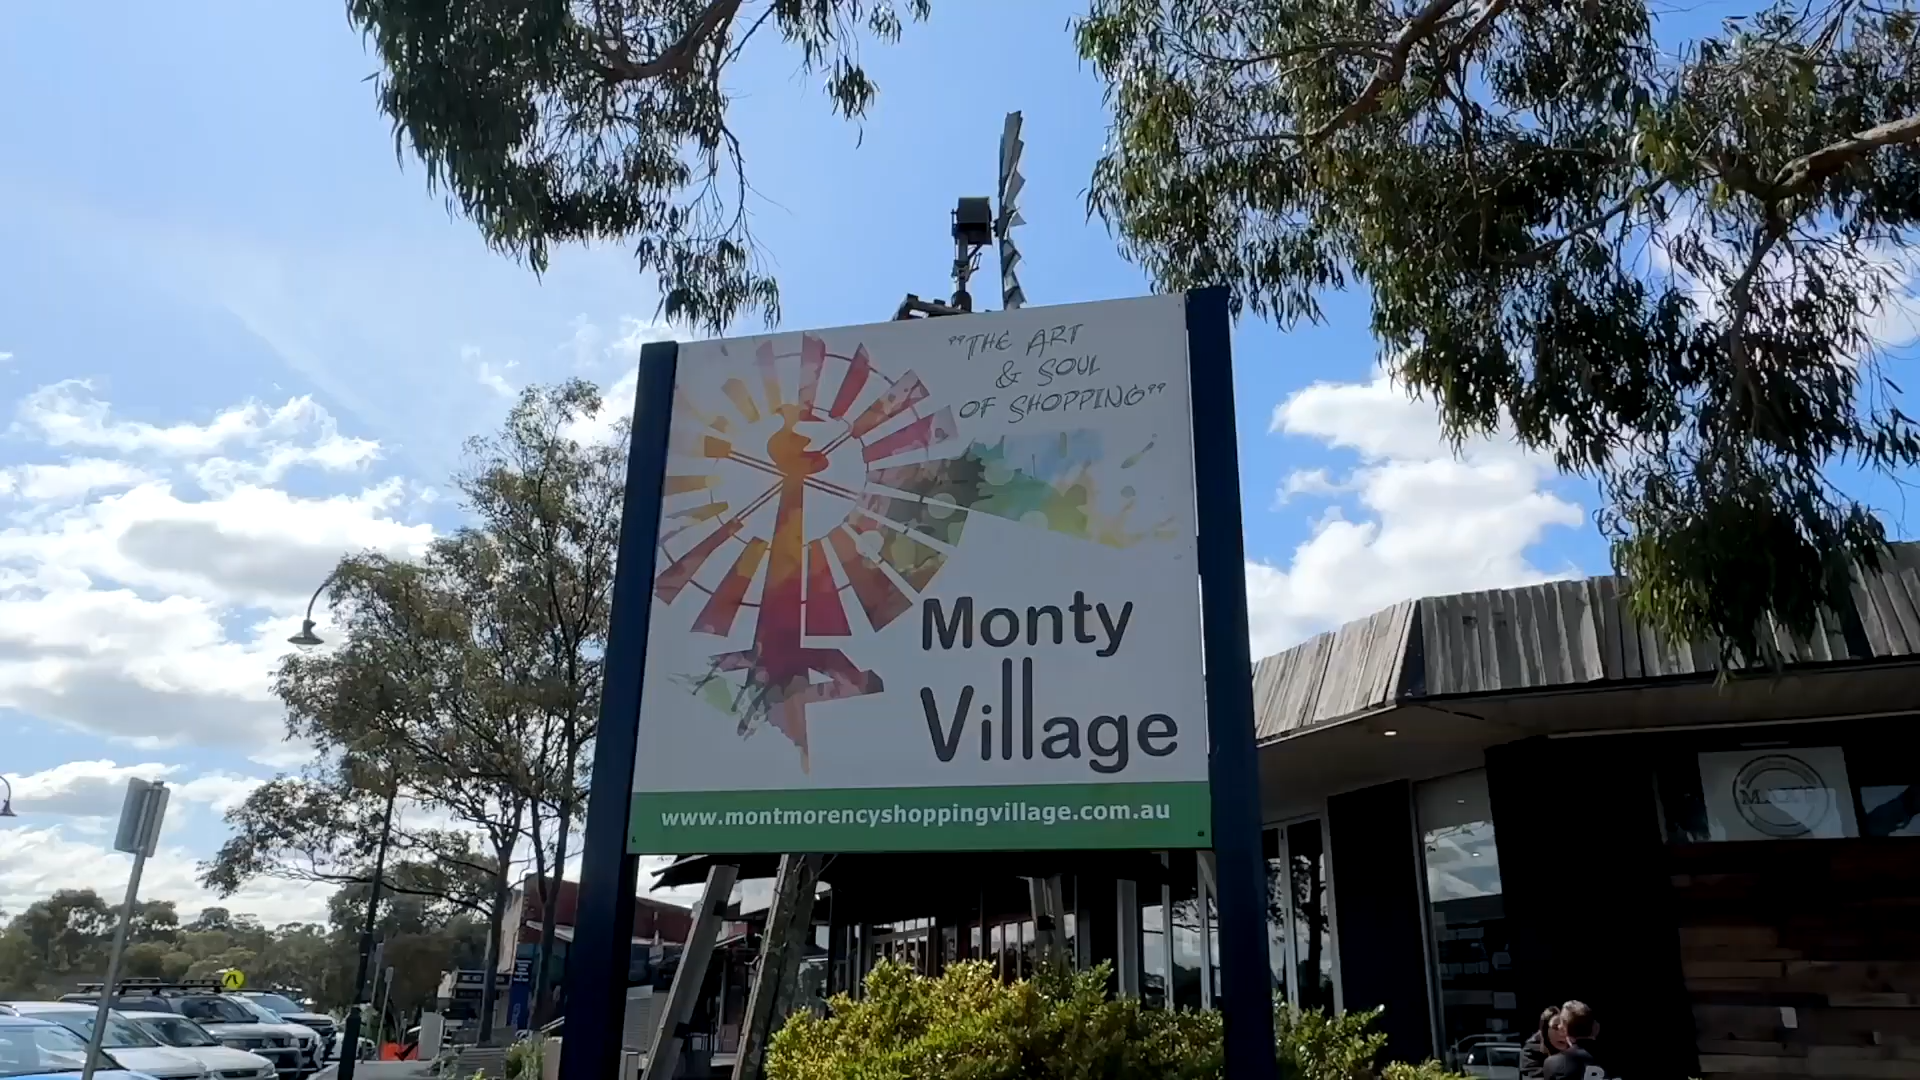 "THE ART
& SOUL
OF SHOPPING"
Monty
Village
www.montmorencyshoppingvillage.com.au